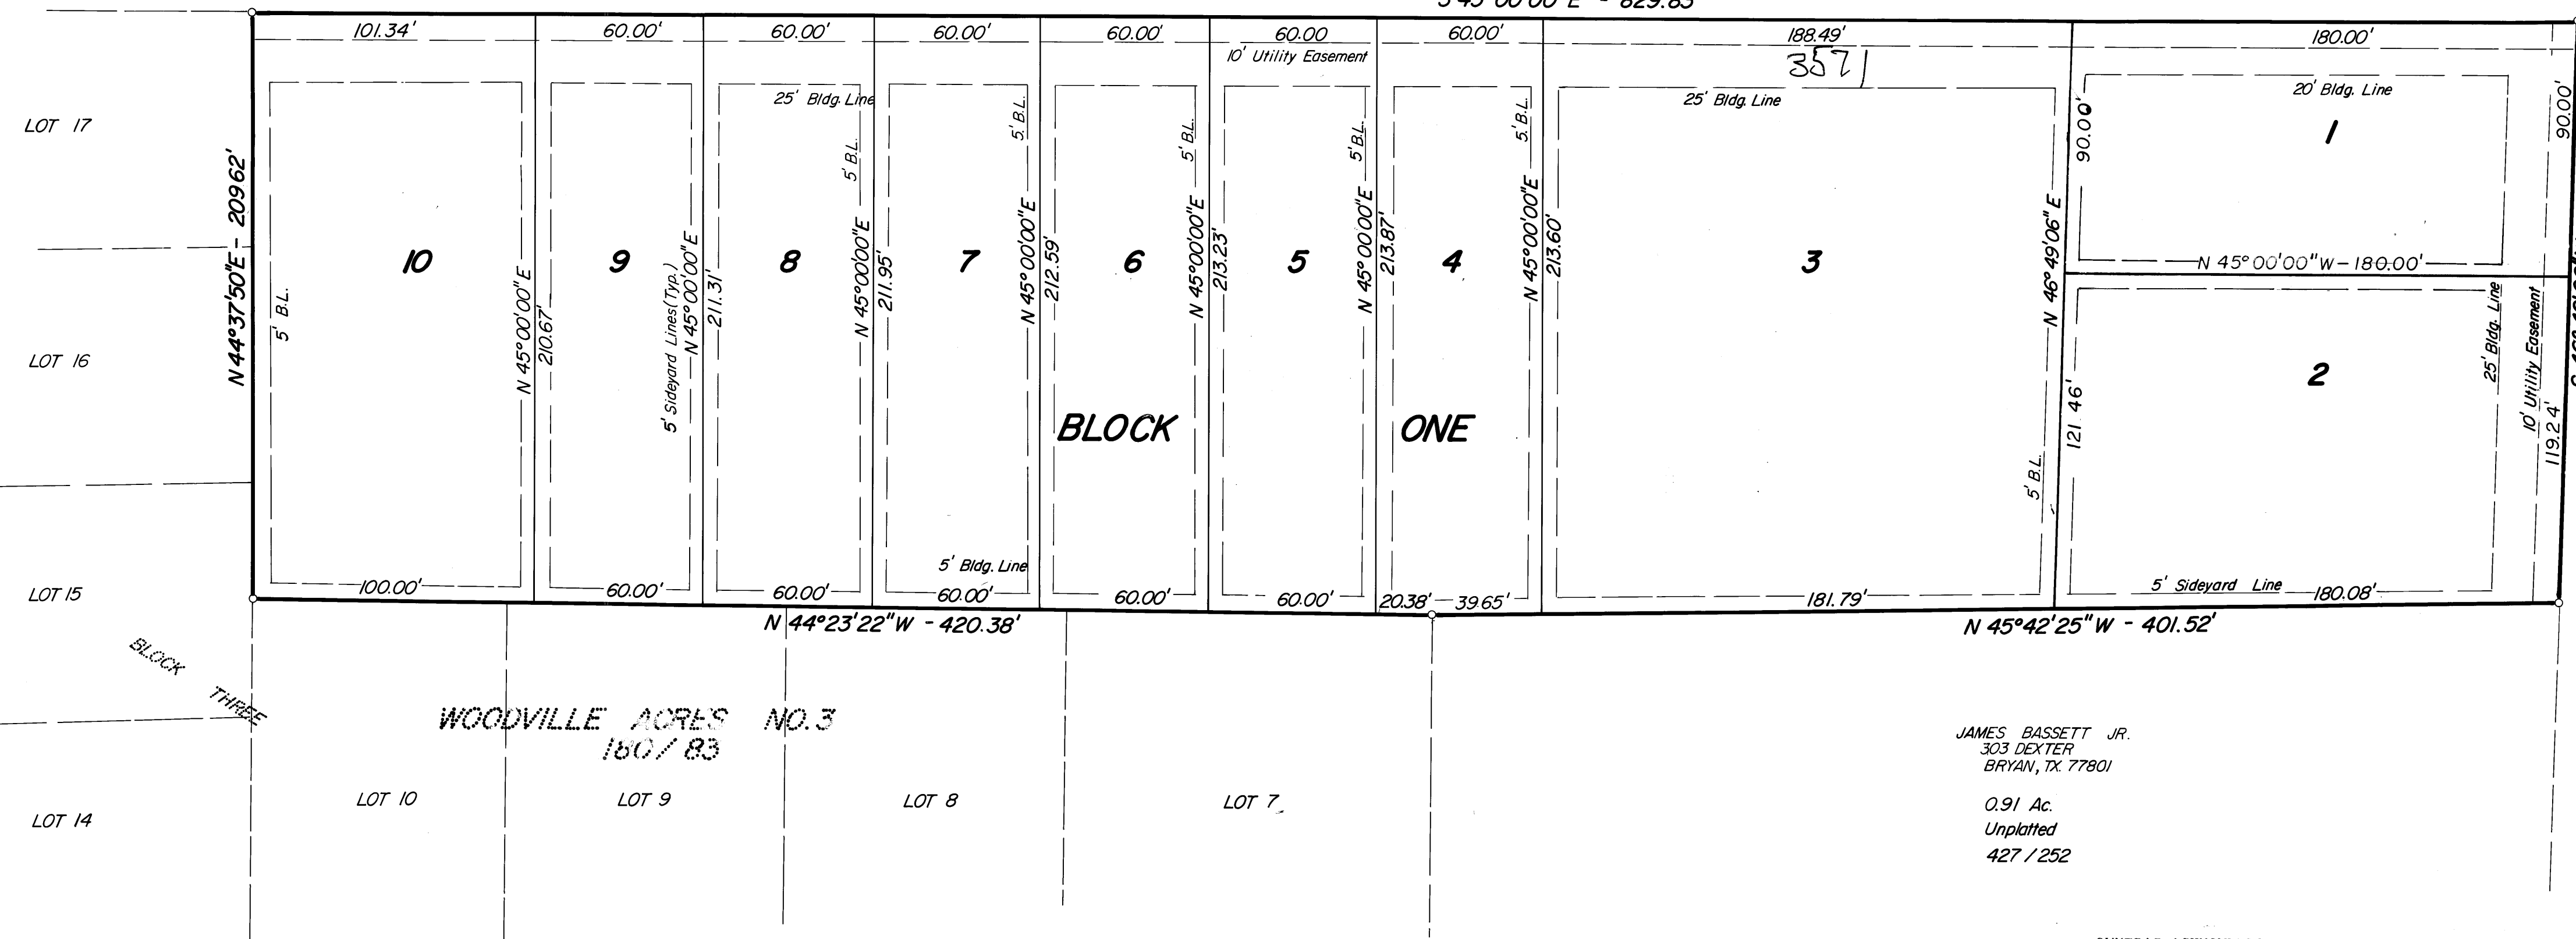 S 45°00'00"E - 829.83'
101.34'
60.00'
60.00'
60.00'
60.00'
60.00
60.00'
188.49'
180.00'
10' Utility Easement
3571
25' Bldg. Line
25' Bldg. Line
20' Bldg. Line
LOT 17
LOT 16
LOT 15
LOT 14
N 44°37'50"E - 209.62'
5' B.L.
10
N 45°00'00"E
210.67'
9
5' Sideyard Lines (Typ.)
N 45°00'00"E
211.31'
8
5' B.L.
N 45°00'00"E
211.95'
7
5' B.L.
N 45°00'00"E
212.59'
6
5' B.L.
N 45°00'00"E
213.23'
5
5' B.L.
N 45°00'00"E
213.87'
4
5' B.L.
N 45°00'00"E
213.60'
3
5' B.L.
N 46°49'06"E
90.00'
1
90.00'
N 45°00'00"W - 180.00'
121.46'
2
25' Bldg. Line
10' Utility Easement
119.24'
BLOCK ONE
5' Bldg. Line
5' Sideyard Line
100.00'
60.00'
60.00'
60.00'
60.00'
60.00'
20.38'
39.65'
181.79'
180.08'
N 44°23'22"W - 420.38'
N 45°42'25"W - 401.52'
BLOCK
THREE
WOODVILLE ACRES NO.3
180/83
LOT 10
LOT 9
LOT 8
LOT 7
JAMES BASSETT JR.
303 DEXTER
BRYAN, TX. 77801
0.91 Ac.
Unplatted
427/252